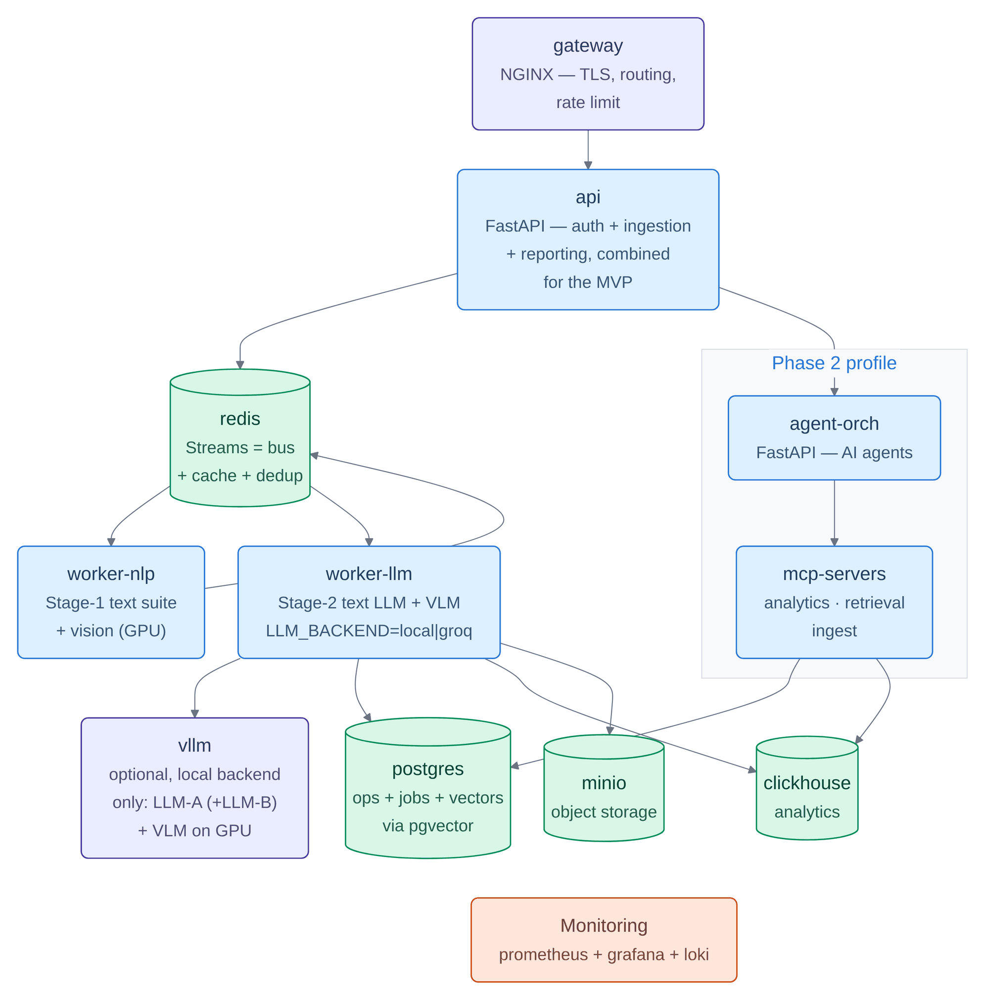 gateway
NGINX — TLS, routing,
rate limit
api
FastAPI — auth + ingestion
+ reporting, combined
for the MVP
Phase 2 profile
redis
Streams = bus
+ cache + dedup
agent-orch
FastAPI — AI agents
worker-nlp
Stage-1 text suite
+ vision (GPU)
worker-llm
Stage-2 text LLM + VLM
LLM_BACKEND=local|groq
mcp-servers
analytics · retrieval
ingest
vllm
optional, local backend
only: LLM-A (+LLM-B)
+ VLM on GPU
postgres
ops + jobs + vectors
via pgvector
minio
object storage
clickhouse
analytics
Monitoring
prometheus + grafana + loki